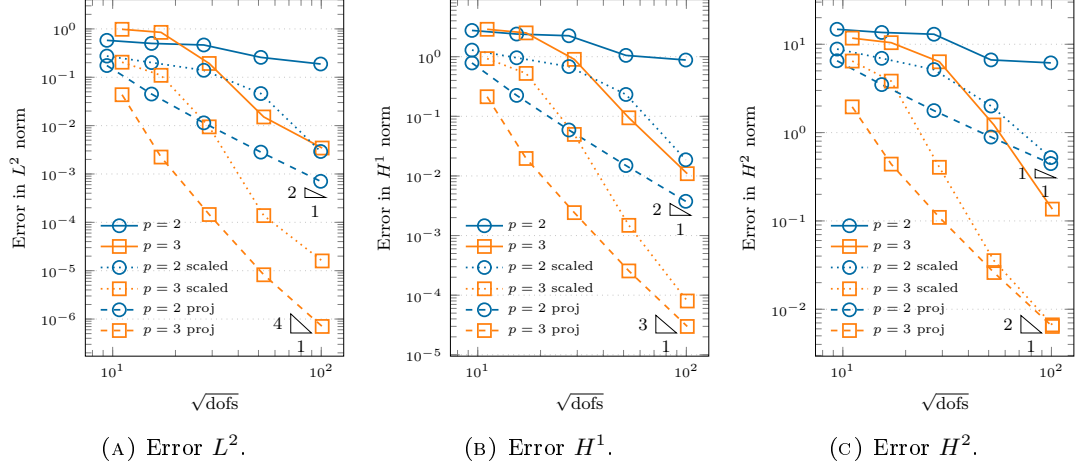 10^0
10^−1
10^−2
10^−3
10^−4
10^−5
10^−6
Error in L^2 norm
p = 2
p = 3
p = 2 scaled
p = 3 scaled
p = 2 proj
p = 3 proj
2
1
4
1
10^1
10^2
√dofs
(A) Error L^2.
10^0
10^−1
10^−2
10^−3
10^−4
10^−5
Error in H^1 norm
p = 2
p = 3
p = 2 scaled
p = 3 scaled
p = 2 proj
p = 3 proj
2
1
3
1
10^1
10^2
√dofs
(B) Error H^1.
10^1
10^0
10^−1
10^−2
Error in H^2 norm
p = 2
p = 3
p = 2 scaled
p = 3 scaled
p = 2 proj
p = 3 proj
1
1
2
1
10^1
10^2
√dofs
(C) Error H^2.